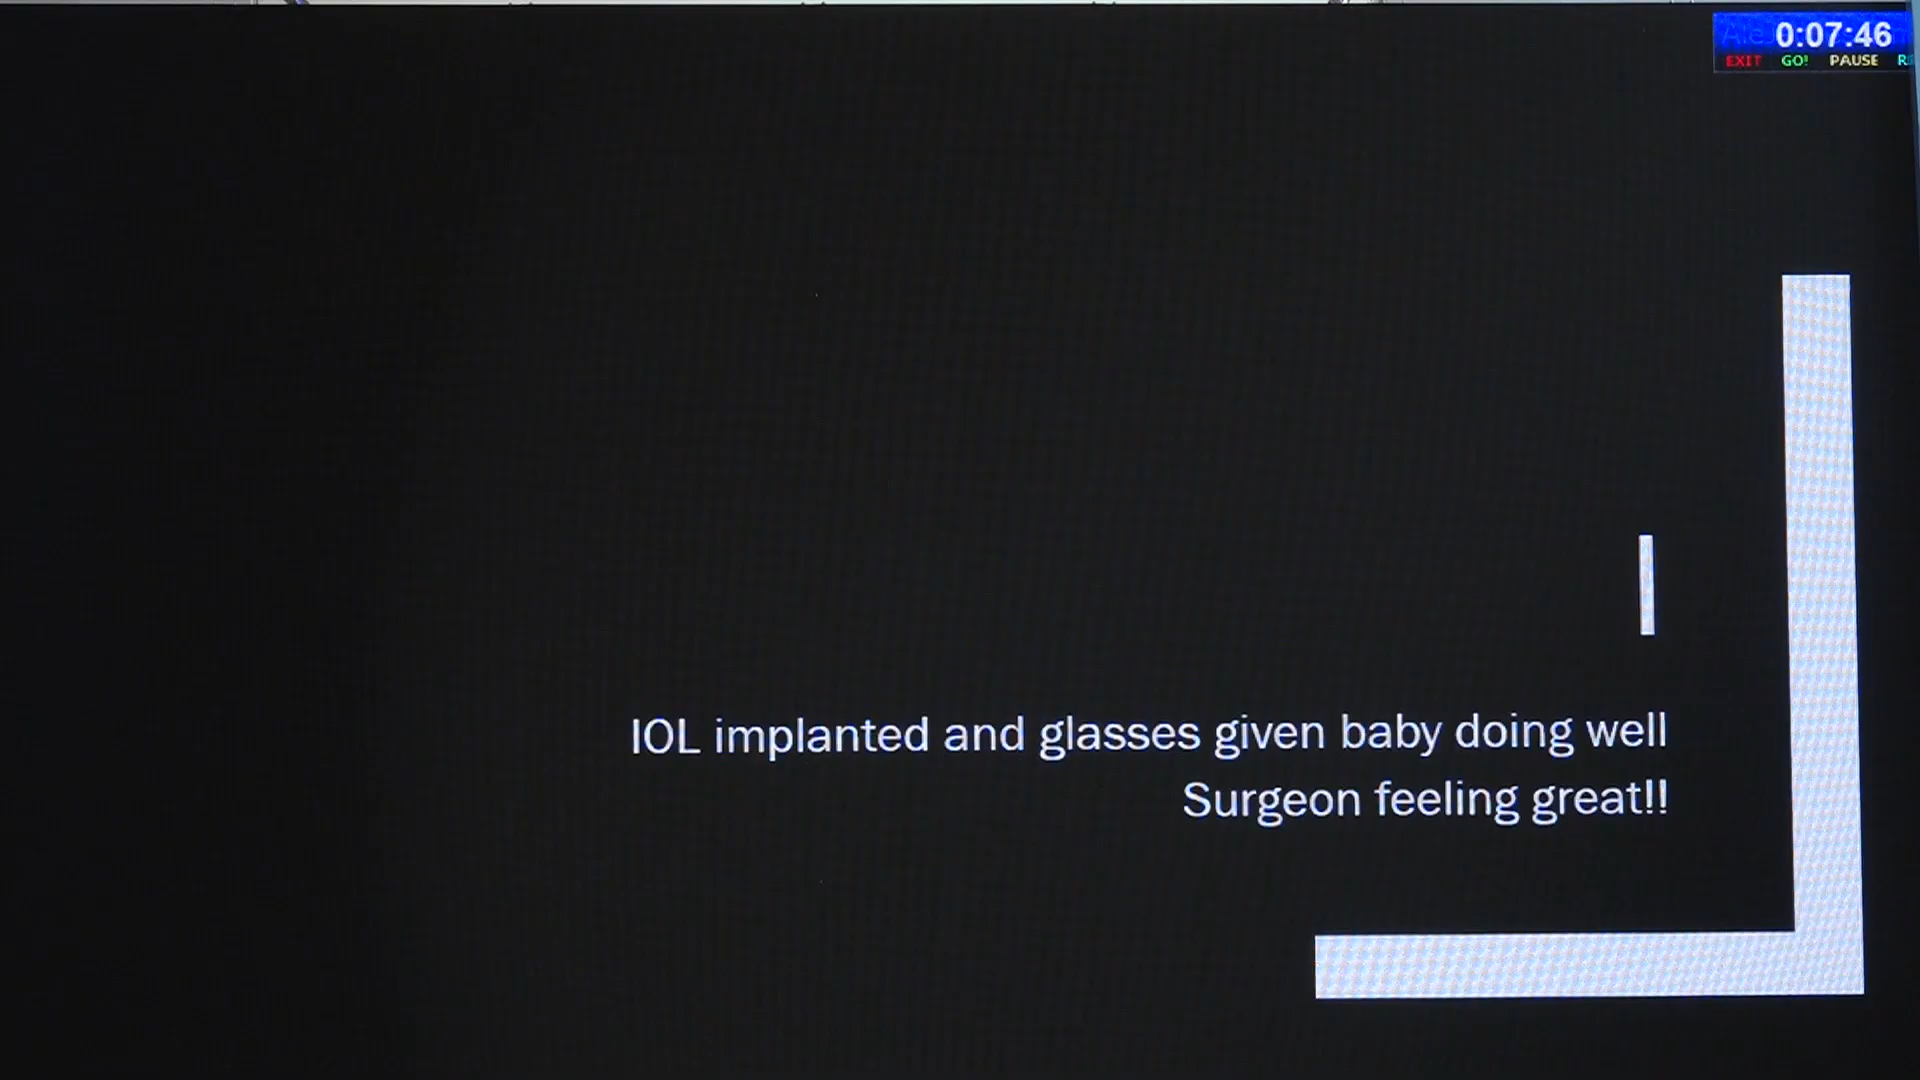 0:07:46
EXIT GO! PAUSE
I
IOL implanted and glasses given baby doing well
Surgeon feeling great!!